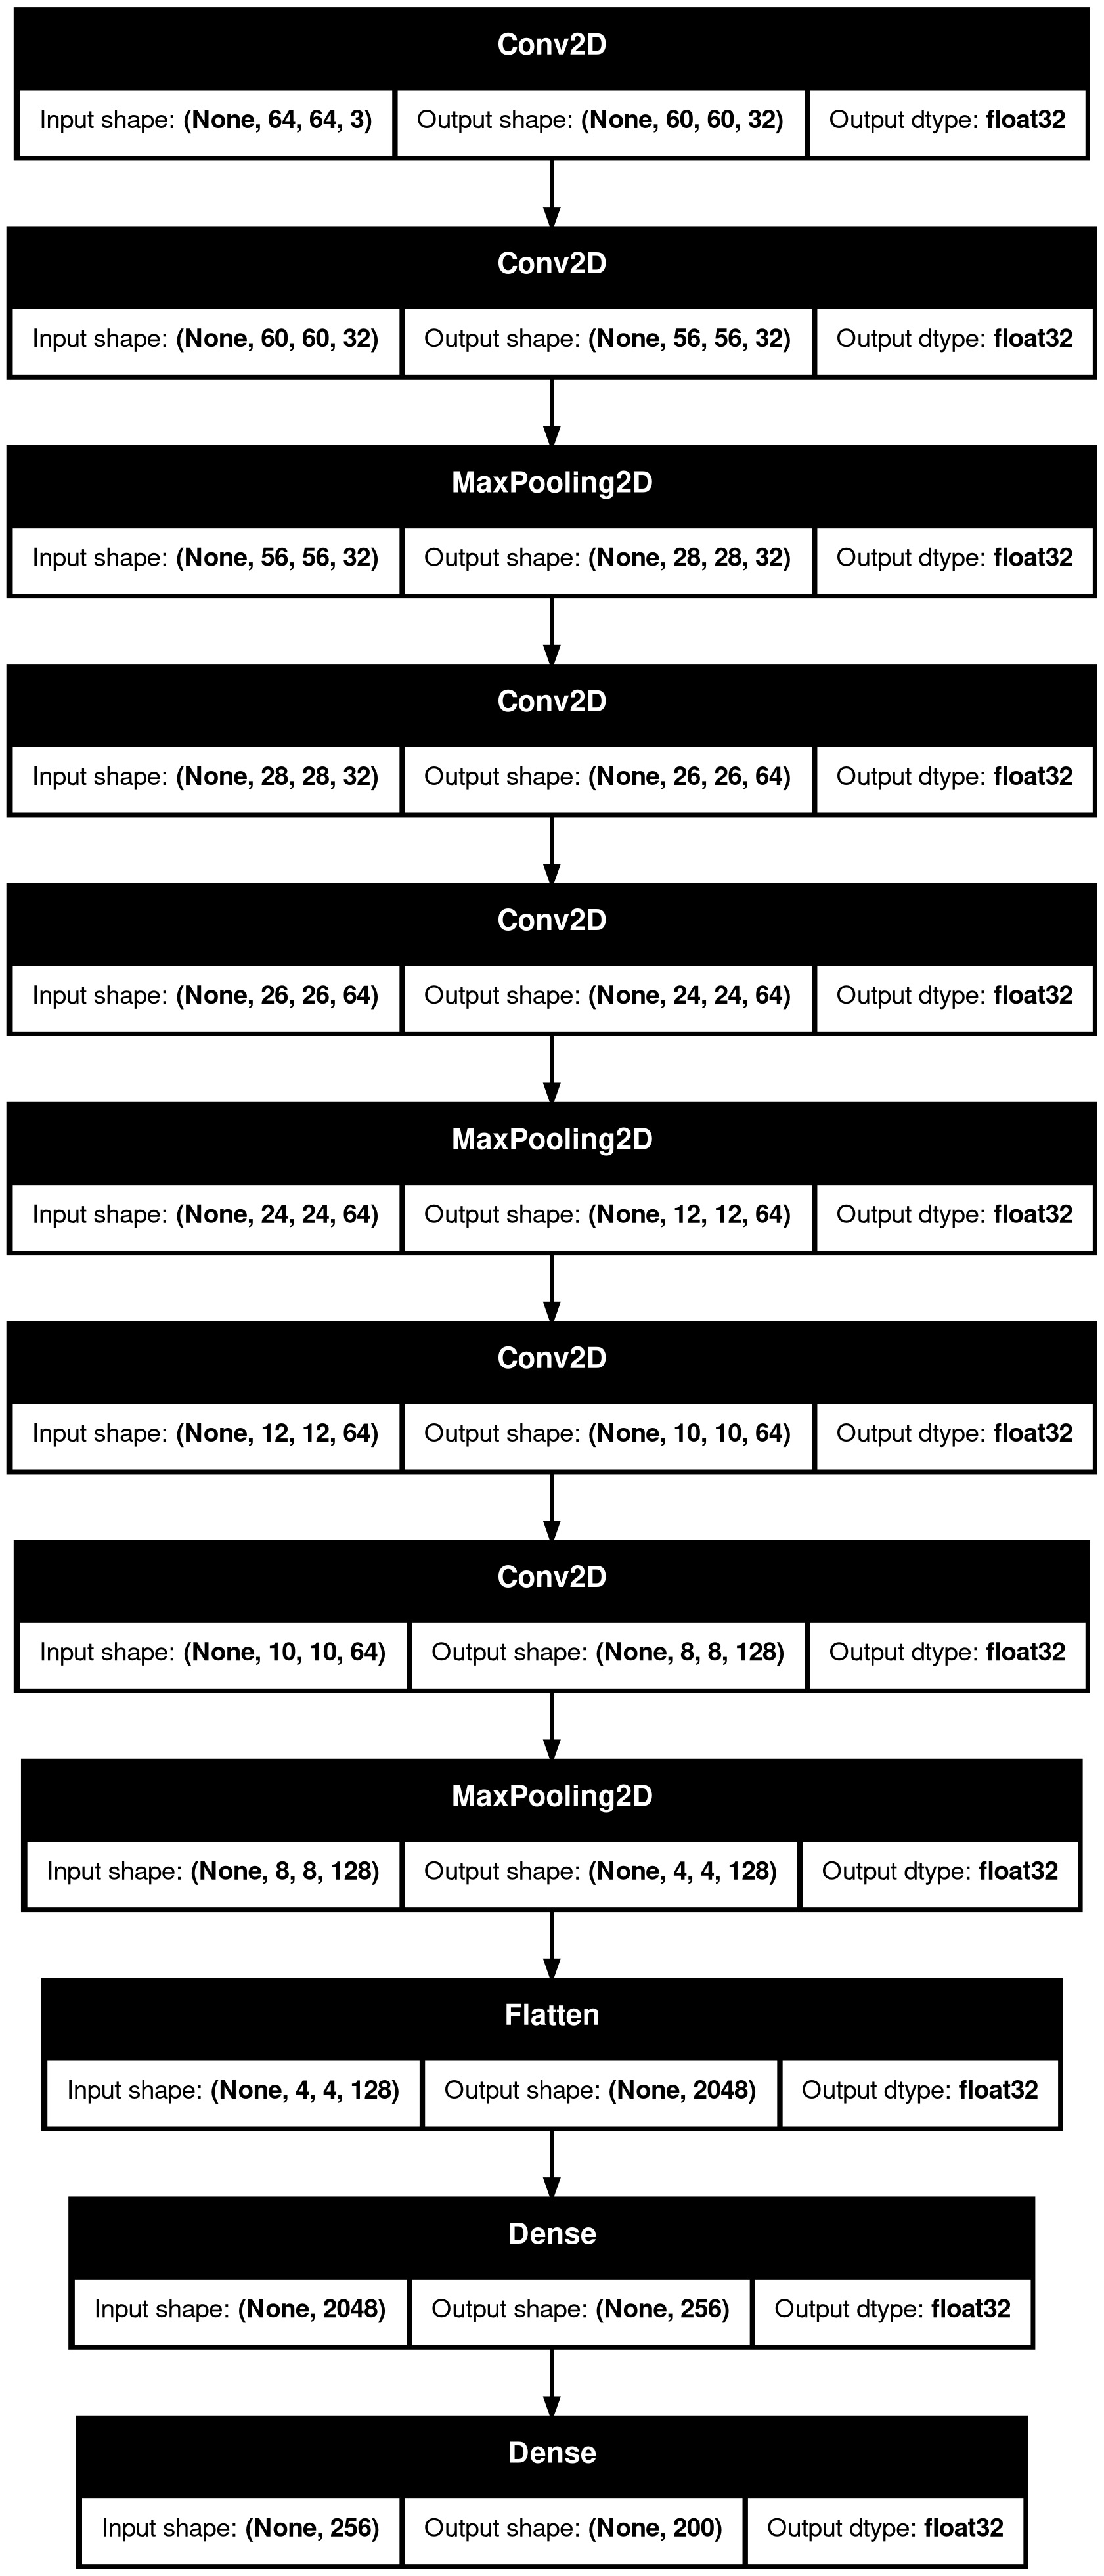 Conv2D
Input shape: (None, 64, 64, 3) Output shape: (None, 60, 60, 32) Output dtype: float32
Conv2D
Input shape: (None, 60, 60, 32) Output shape: (None, 56, 56, 32) Output dtype: float32
MaxPooling2D
Input shape: (None, 56, 56, 32) Output shape: (None, 28, 28, 32) Output dtype: float32
Conv2D
Input shape: (None, 28, 28, 32) Output shape: (None, 26, 26, 64) Output dtype: float32
Conv2D
Input shape: (None, 26, 26, 64) Output shape: (None, 24, 24, 64) Output dtype: float32
MaxPooling2D
Input shape: (None, 24, 24, 64) Output shape: (None, 12, 12, 64) Output dtype: float32
Conv2D
Input shape: (None, 12, 12, 64) Output shape: (None, 10, 10, 64) Output dtype: float32
Conv2D
Input shape: (None, 10, 10, 64) Output shape: (None, 8, 8, 128) Output dtype: float32
MaxPooling2D
Input shape: (None, 8, 8, 128) Output shape: (None, 4, 4, 128) Output dtype: float32
Flatten
Input shape: (None, 4, 4, 128) Output shape: (None, 2048) Output dtype: float32
Dense
Input shape: (None, 2048) Output shape: (None, 256) Output dtype: float32
Dense
Input shape: (None, 256) Output shape: (None, 200) Output dtype: float32